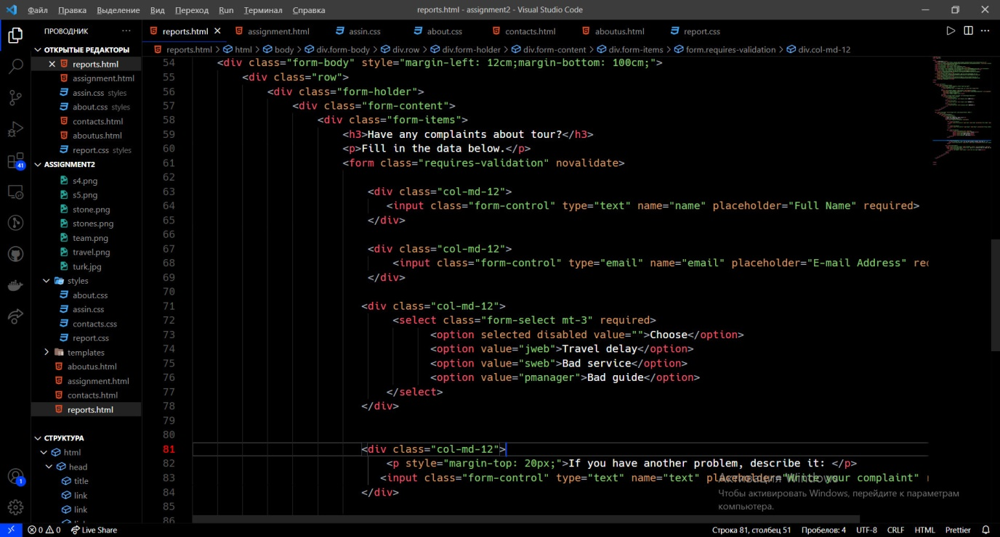 Файл Правка Выделение Вид Переход Run Терминал Справка reports.html - assignment2 - Visual Studio Code
ПРОВОДНИК
ОТКРЫТЫЕ РЕДАКТОРЫ
reports.html
assignment.html
assin.css styles
about.css styles
contacts.html
aboutus.html
report.css styles
ASSIGNMENT2
s4.png
s5.png
stone.png
stones.png
team.png
travel.png
turk.jpg
styles
about.css
assin.css
contacts.css
report.css
templates
aboutus.html
assignment.html
contacts.html
reports.html
СТРУКТУРА
html
head
title
link
link
41
1
reports.html assignment.html assin.css about.css contacts.html aboutus.html report.css
reports.html > html > body > div.form-body > div.row > div.form-holder > div.form-content > div.form-items > form.requires-validation > div.col-md-12
54 <div class="form-body" style="margin-left: 12cm;margin-bottom: 100cm;">
55 <div class="row">
56 <div class="form-holder">
57 <div class="form-content">
58 <div class="form-items">
59 <h3>Have any complaints about tour?</h3>
60 <p>Fill in the data below.</p>
61 <form class="requires-validation" novalidate>
62
63 <div class="col-md-12">
64 <input class="form-control" type="text" name="name" placeholder="Full Name" required>
65 </div>
66
67 <div class="col-md-12">
68 <input class="form-control" type="email" name="email" placeholder="E-mail Address" re
69 </div>
70
71 <div class="col-md-12">
72 <select class="form-select mt-3" required>
73 <option selected disabled value="">Choose</option>
74 <option value="jweb">Travel delay</option>
75 <option value="sweb">Bad service</option>
76 <option value="pmanager">Bad guide</option>
77 </select>
78 </div>
79
80
81 <div class="col-md-12">
82 <p style="margin-top: 20px;">If you have another problem, describe it: </p>
83 <input class="form-control" type="text" name="text" placeholder="Write your complaint"
84 </div>
85
86
Активация Windows
Чтобы активировать Windows, перейдите к параметрам
компьютера.
0 0 Live Share Строка 81, столбец 51 Пробелов: 4 UTF-8 CRLF HTML Prettier